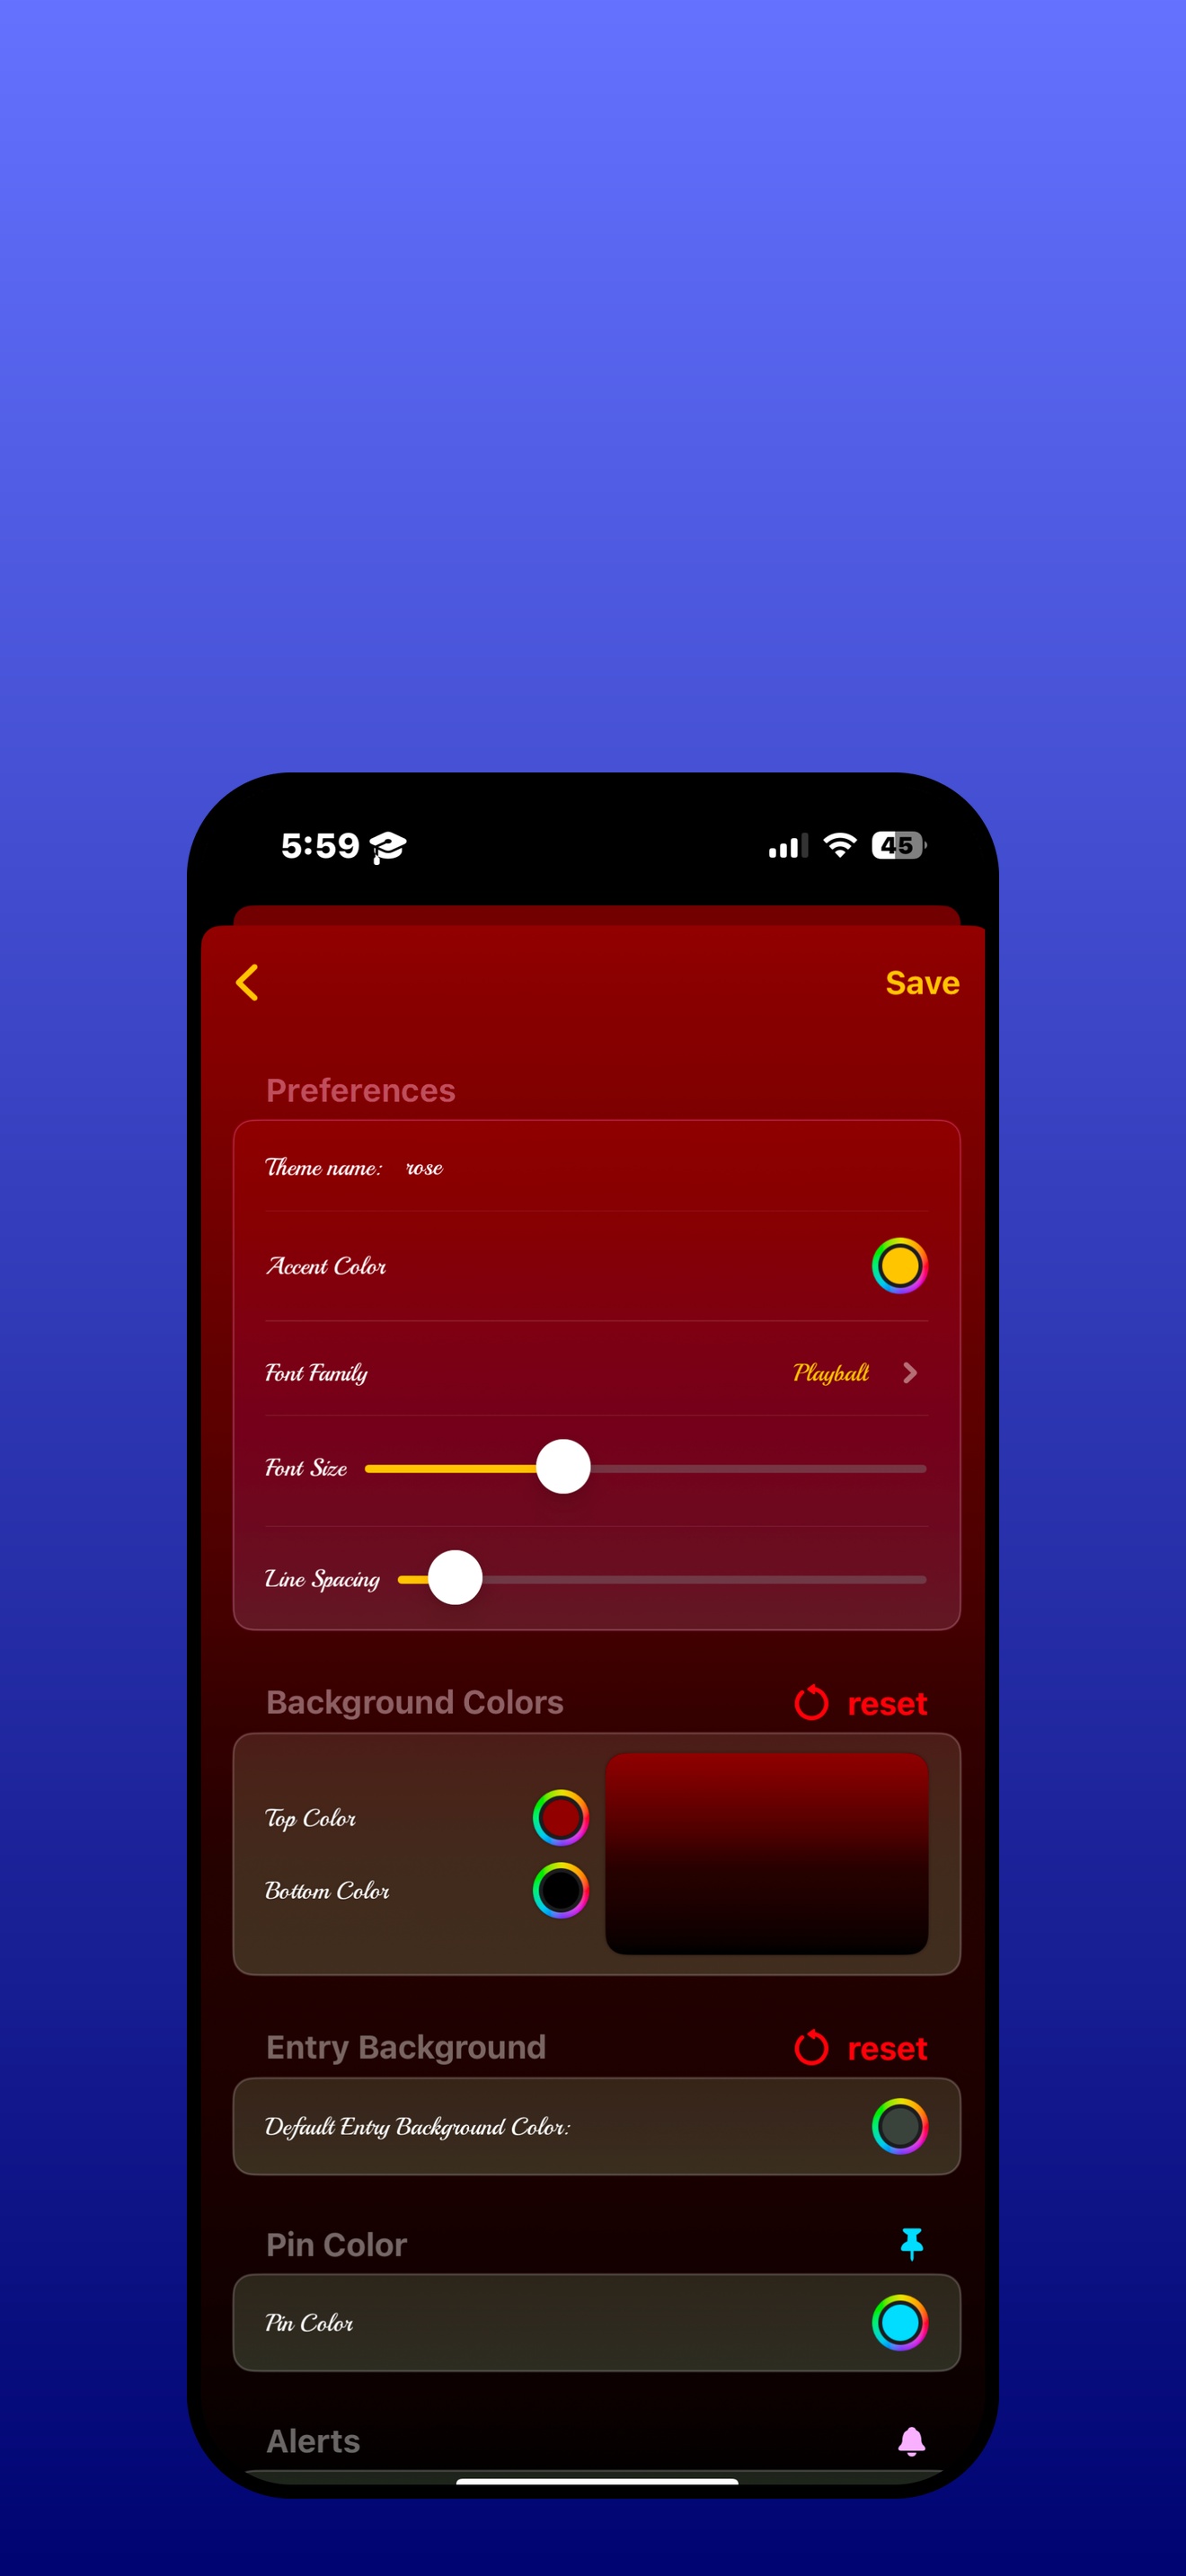 5:59
45
Save
Preferences
Theme name: rose
Accent Color
Font Family Playball
Font Size
Line Spacing
Background Colors reset
Top Color
Bottom Color
Entry Background reset
Default Entry Background Color:
Pin Color
Pin Color
Alerts